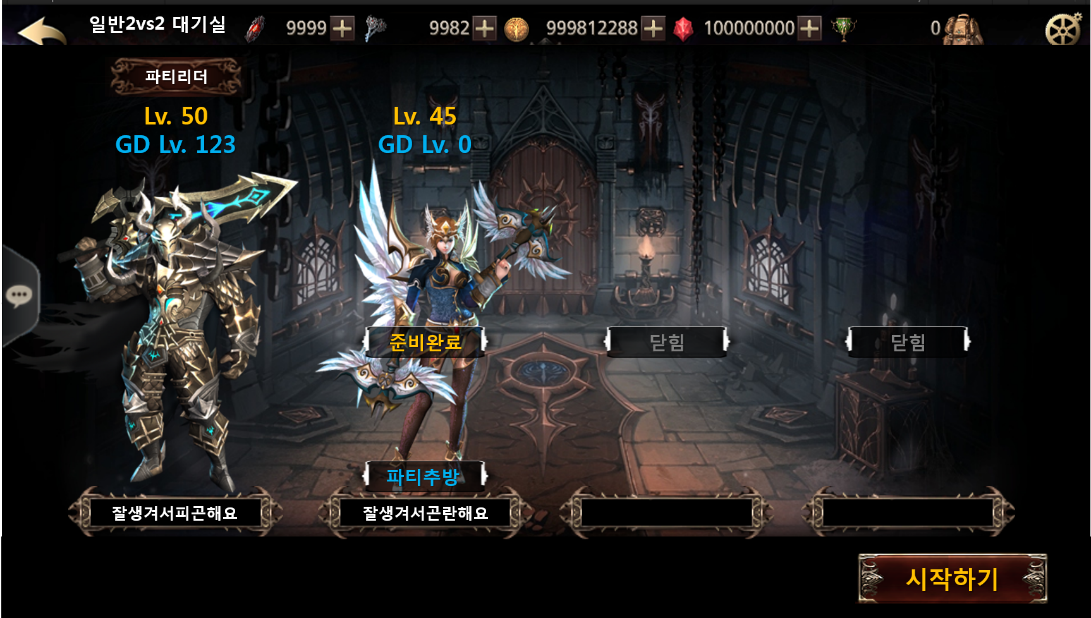 일반2vs2 대기실 9999 9982 999812288 100000000 0
파티리더
Lv. 50 Lv. 45
GD Lv. 123 GD Lv. 0
준비완료 닫힘 닫힘
파티추방
잘생겨서피곤해요 잘생겨서곤란해요
시작하기